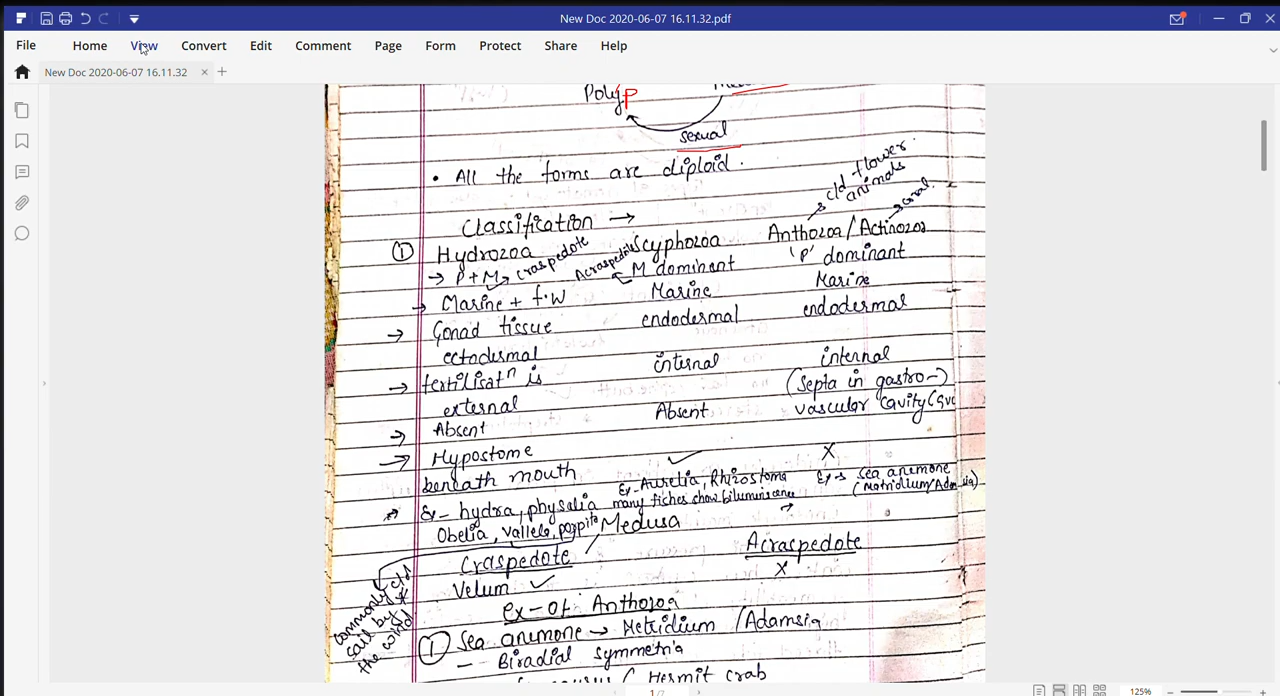 New Doc 2020-06-07 16.11.32.pdf
File Home View Convert Edit Comment Page Form Protect Share Help
New Doc 2020-06-07 16.11.32
Polyp
sexual
• All the forms are diploid.
cld flower animals
coral
Classification →
① Hydrozoa Scyphozoa Anthozoa / Actinozoa
→ P + M → craspedote Acraspedote ← M dominant 'P' dominant
→ Marine + f.w Marine Marine
→ Gonad tissue endodermal endodermal
ectodermal
→ fertilisatⁿ is internal internal
external
(Septa in gastro-)
→ Absent Absent vascular cavity
→ Hypostome ✓ X
beneath mouth
→ Ex- hydra, physalia Ex- Aurelia, Rhizostoma Ex → Sea anemone
many fishes show biluminiscence (Metridium/Adamsia)
Obelia, Vallela, porpita Medusa
Craspedote Acraspedote
Velum ✓ X
commonly cld sail by the wind
ex- of Anthozoa
① Sea anemone → Metridium / Adamsia
- Biradial symmetria
/ Hermit crab
1/7
125%